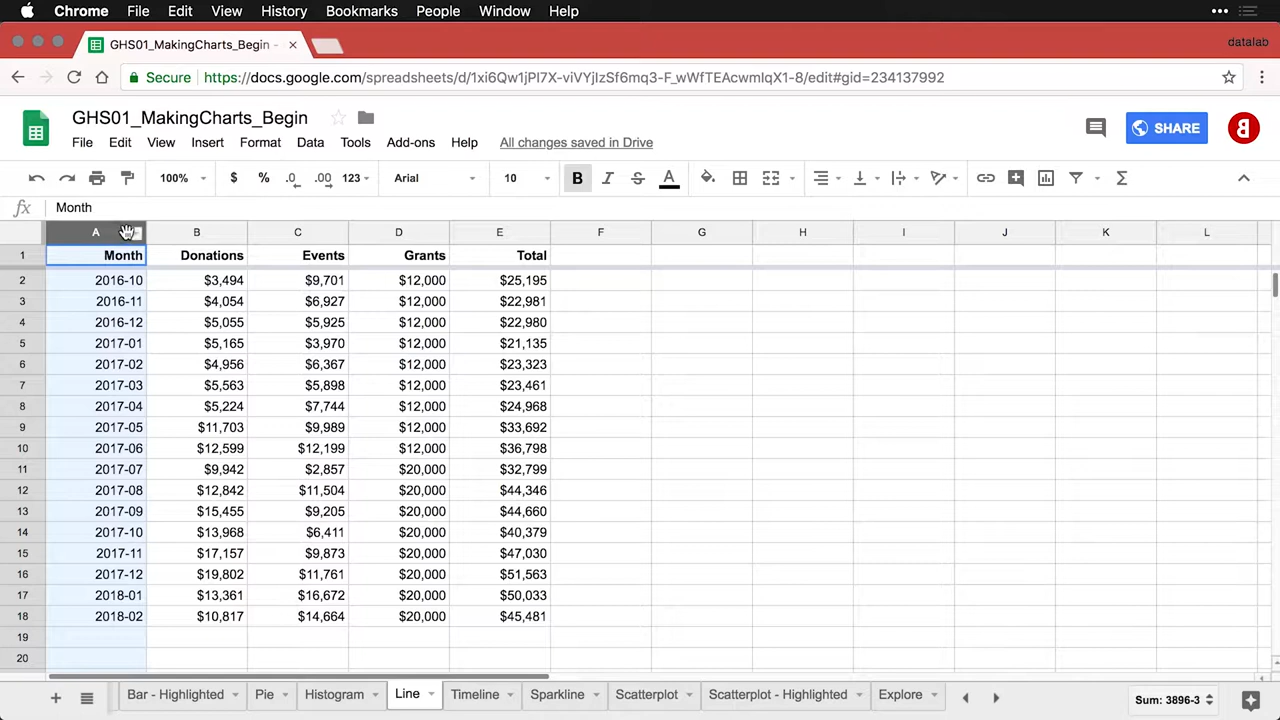 Chrome File Edit View History Bookmarks People Window Help
GHS01_MakingCharts_Begin -
datalab
Secure https://docs.google.com/spreadsheets/d/1xi6Qw1jPl7X-viVYjIzSf6mq3-F_wWfTEAcwmIqX1-8/edit#gid=234137992
GHS01_MakingCharts_Begin
SHARE
File Edit View Insert Format Data Tools Add-ons Help All changes saved in Drive
100% $ % .0 .00 123 Arial 10 B I S A
fx Month
A B C D E F G H I J K L
1 Month Donations Events Grants Total
2 2016-10 $3,494 $9,701 $12,000 $25,195
3 2016-11 $4,054 $6,927 $12,000 $22,981
4 2016-12 $5,055 $5,925 $12,000 $22,980
5 2017-01 $5,165 $3,970 $12,000 $21,135
6 2017-02 $4,956 $6,367 $12,000 $23,323
7 2017-03 $5,563 $5,898 $12,000 $23,461
8 2017-04 $5,224 $7,744 $12,000 $24,968
9 2017-05 $11,703 $9,989 $12,000 $33,692
10 2017-06 $12,599 $12,199 $12,000 $36,798
11 2017-07 $9,942 $2,857 $20,000 $32,799
12 2017-08 $12,842 $11,504 $20,000 $44,346
13 2017-09 $15,455 $9,205 $20,000 $44,660
14 2017-10 $13,968 $6,411 $20,000 $40,379
15 2017-11 $17,157 $9,873 $20,000 $47,030
16 2017-12 $19,802 $11,761 $20,000 $51,563
17 2018-01 $13,361 $16,672 $20,000 $50,033
18 2018-02 $10,817 $14,664 $20,000 $45,481
19
20
Bar - Highlighted Pie Histogram Line Timeline Sparkline Scatterplot Scatterplot - Highlighted Explore Sum: 3896-3